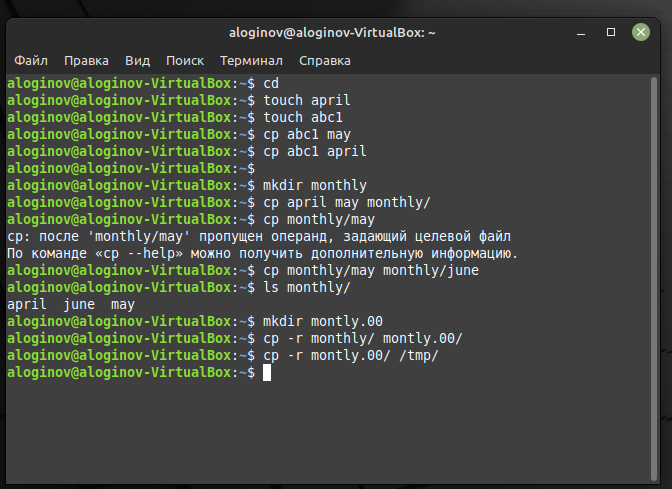 aloginov@aloginov-VirtualBox: ~
Файл Правка Вид Поиск Терминал Справка
aloginov@aloginov-VirtualBox:~$ cd
aloginov@aloginov-VirtualBox:~$ touch april
aloginov@aloginov-VirtualBox:~$ touch abc1
aloginov@aloginov-VirtualBox:~$ cp abc1 may
aloginov@aloginov-VirtualBox:~$ cp abc1 april
aloginov@aloginov-VirtualBox:~$
aloginov@aloginov-VirtualBox:~$ mkdir monthly
aloginov@aloginov-VirtualBox:~$ cp april may monthly/
aloginov@aloginov-VirtualBox:~$ cp monthly/may
cp: после 'monthly/may' пропущен операнд, задающий целевой файл
По команде «cp --help» можно получить дополнительную информацию.
aloginov@aloginov-VirtualBox:~$ cp monthly/may monthly/june
aloginov@aloginov-VirtualBox:~$ ls monthly/
april  june  may
aloginov@aloginov-VirtualBox:~$ mkdir montly.00
aloginov@aloginov-VirtualBox:~$ cp -r monthly/ montly.00/
aloginov@aloginov-VirtualBox:~$ cp -r montly.00/ /tmp/
aloginov@aloginov-VirtualBox:~$